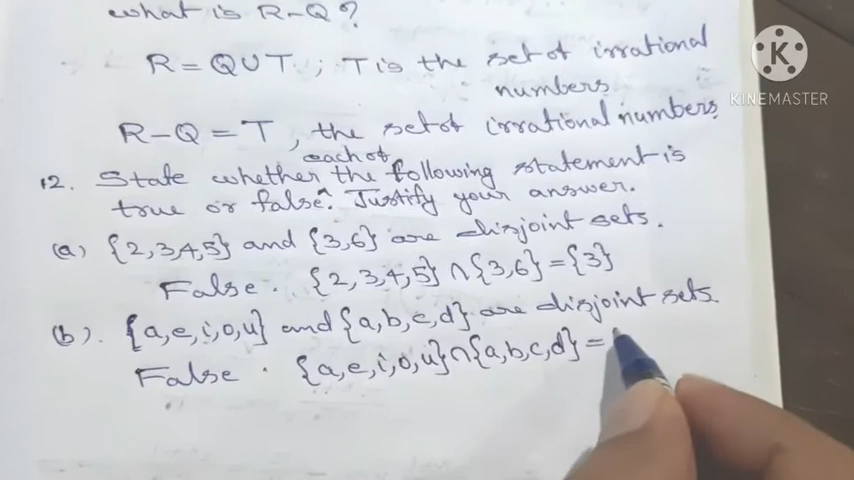 what is R-Q?
R = Q∪T ; T is the set of irrational
numbers
R-Q = T, the set of irrational numbers
each of
12. State whether the following statement is
true or false? Justify your answer.
(a) {2,3,4,5} and {3,6} are disjoint sets.
False. {2,3,4,5} ∩ {3,6} = {3}
(b). {a,e,i,o,u} and {a,b,c,d} are disjoint sets.
False. {a,e,i,o,u} ∩ {a,b,c,d} =
K
KINEMASTER